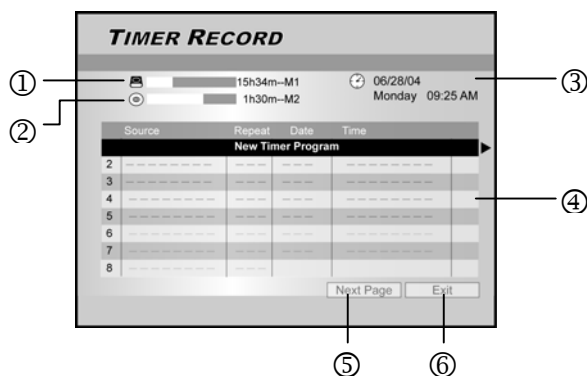 TIMER RECORD
① 15h34m--M1 06/28/04 ③
② 1h30m--M2 Monday 09:25 AM
Source Repeat Date Time
New Timer Program
2 -------- --- --- --------
3 -------- --- --- --------
4 -------- --- --- -------- ④
5 -------- --- --- --------
6 -------- --- --- --------
7 -------- --- --- --------
8 -------- --- --- --------
Next Page Exit
⑤ ⑥